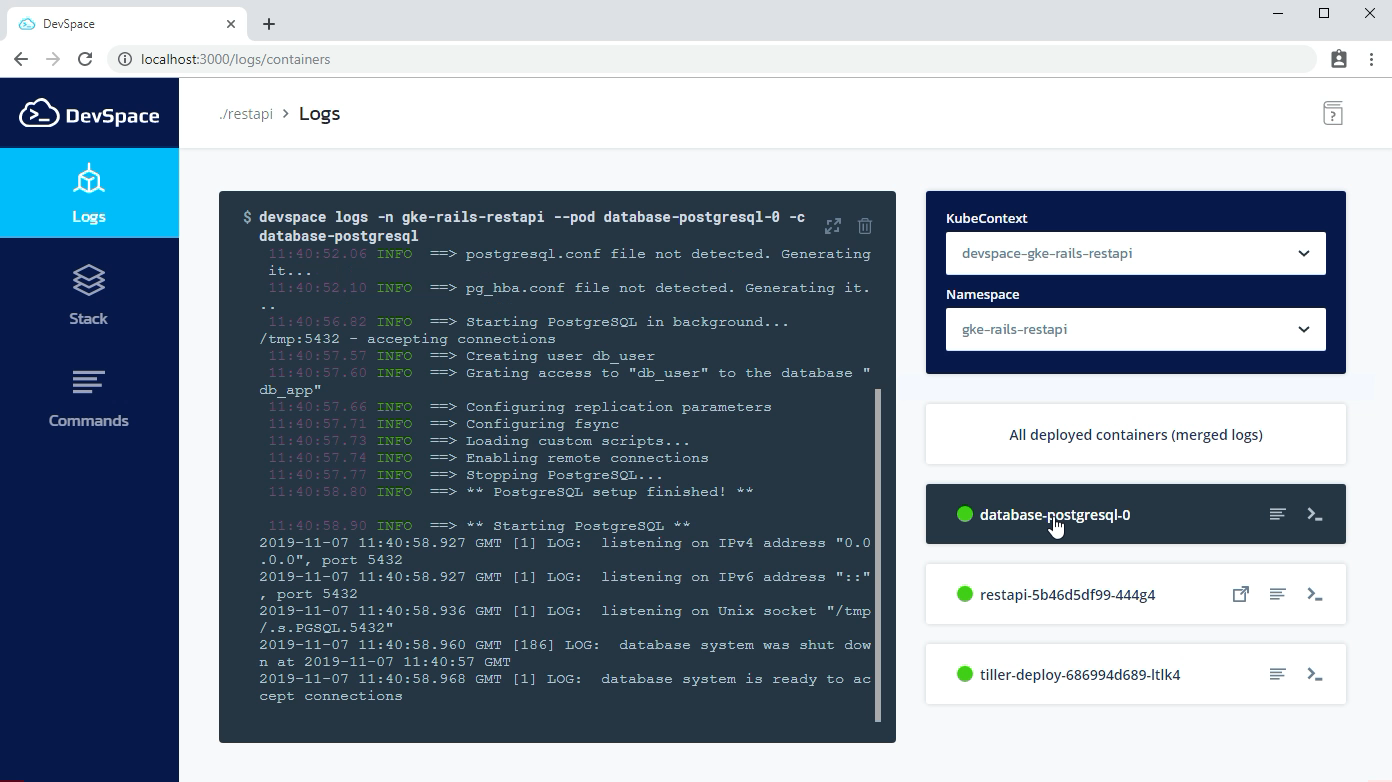 DevSpace
localhost:3000/logs/containers
DevSpace
./restapi > Logs
Logs
Stack
Commands
$ devspace logs -n gke-rails-restapi --pod database-postgresql-0 -c
database-postgresql
11:40:52.06 INFO ==> postgresql.conf file not detected. Generating
it...
11:40:52.10 INFO ==> pg_hba.conf file not detected. Generating it.
..
11:40:56.82 INFO ==> Starting PostgreSQL in background...
/tmp:5432 - accepting connections
11:40:57.57 INFO ==> Creating user db_user
11:40:57.60 INFO ==> Grating access to "db_user" to the database "
db_app"
11:40:57.66 INFO ==> Configuring replication parameters
11:40:57.71 INFO ==> Configuring fsync
11:40:57.73 INFO ==> Loading custom scripts...
11:40:57.74 INFO ==> Enabling remote connections
11:40:57.77 INFO ==> Stopping PostgreSQL...
11:40:58.80 INFO ==> ** PostgreSQL setup finished! **
11:40:58.90 INFO ==> ** Starting PostgreSQL **
2019-11-07 11:40:58.927 GMT [1] LOG: listening on IPv4 address "0.0
.0.0", port 5432
2019-11-07 11:40:58.927 GMT [1] LOG: listening on IPv6 address "::"
, port 5432
2019-11-07 11:40:58.936 GMT [1] LOG: listening on Unix socket "/tmp
/.s.PGSQL.5432"
2019-11-07 11:40:58.960 GMT [186] LOG: database system was shut dow
n at 2019-11-07 11:40:57 GMT
2019-11-07 11:40:58.968 GMT [1] LOG: database system is ready to ac
cept connections
KubeContext
devspace-gke-rails-restapi
Namespace
gke-rails-restapi
All deployed containers (merged logs)
database-postgresql-0
restapi-5b46d5df99-444g4
tiller-deploy-686994d689-ltlk4